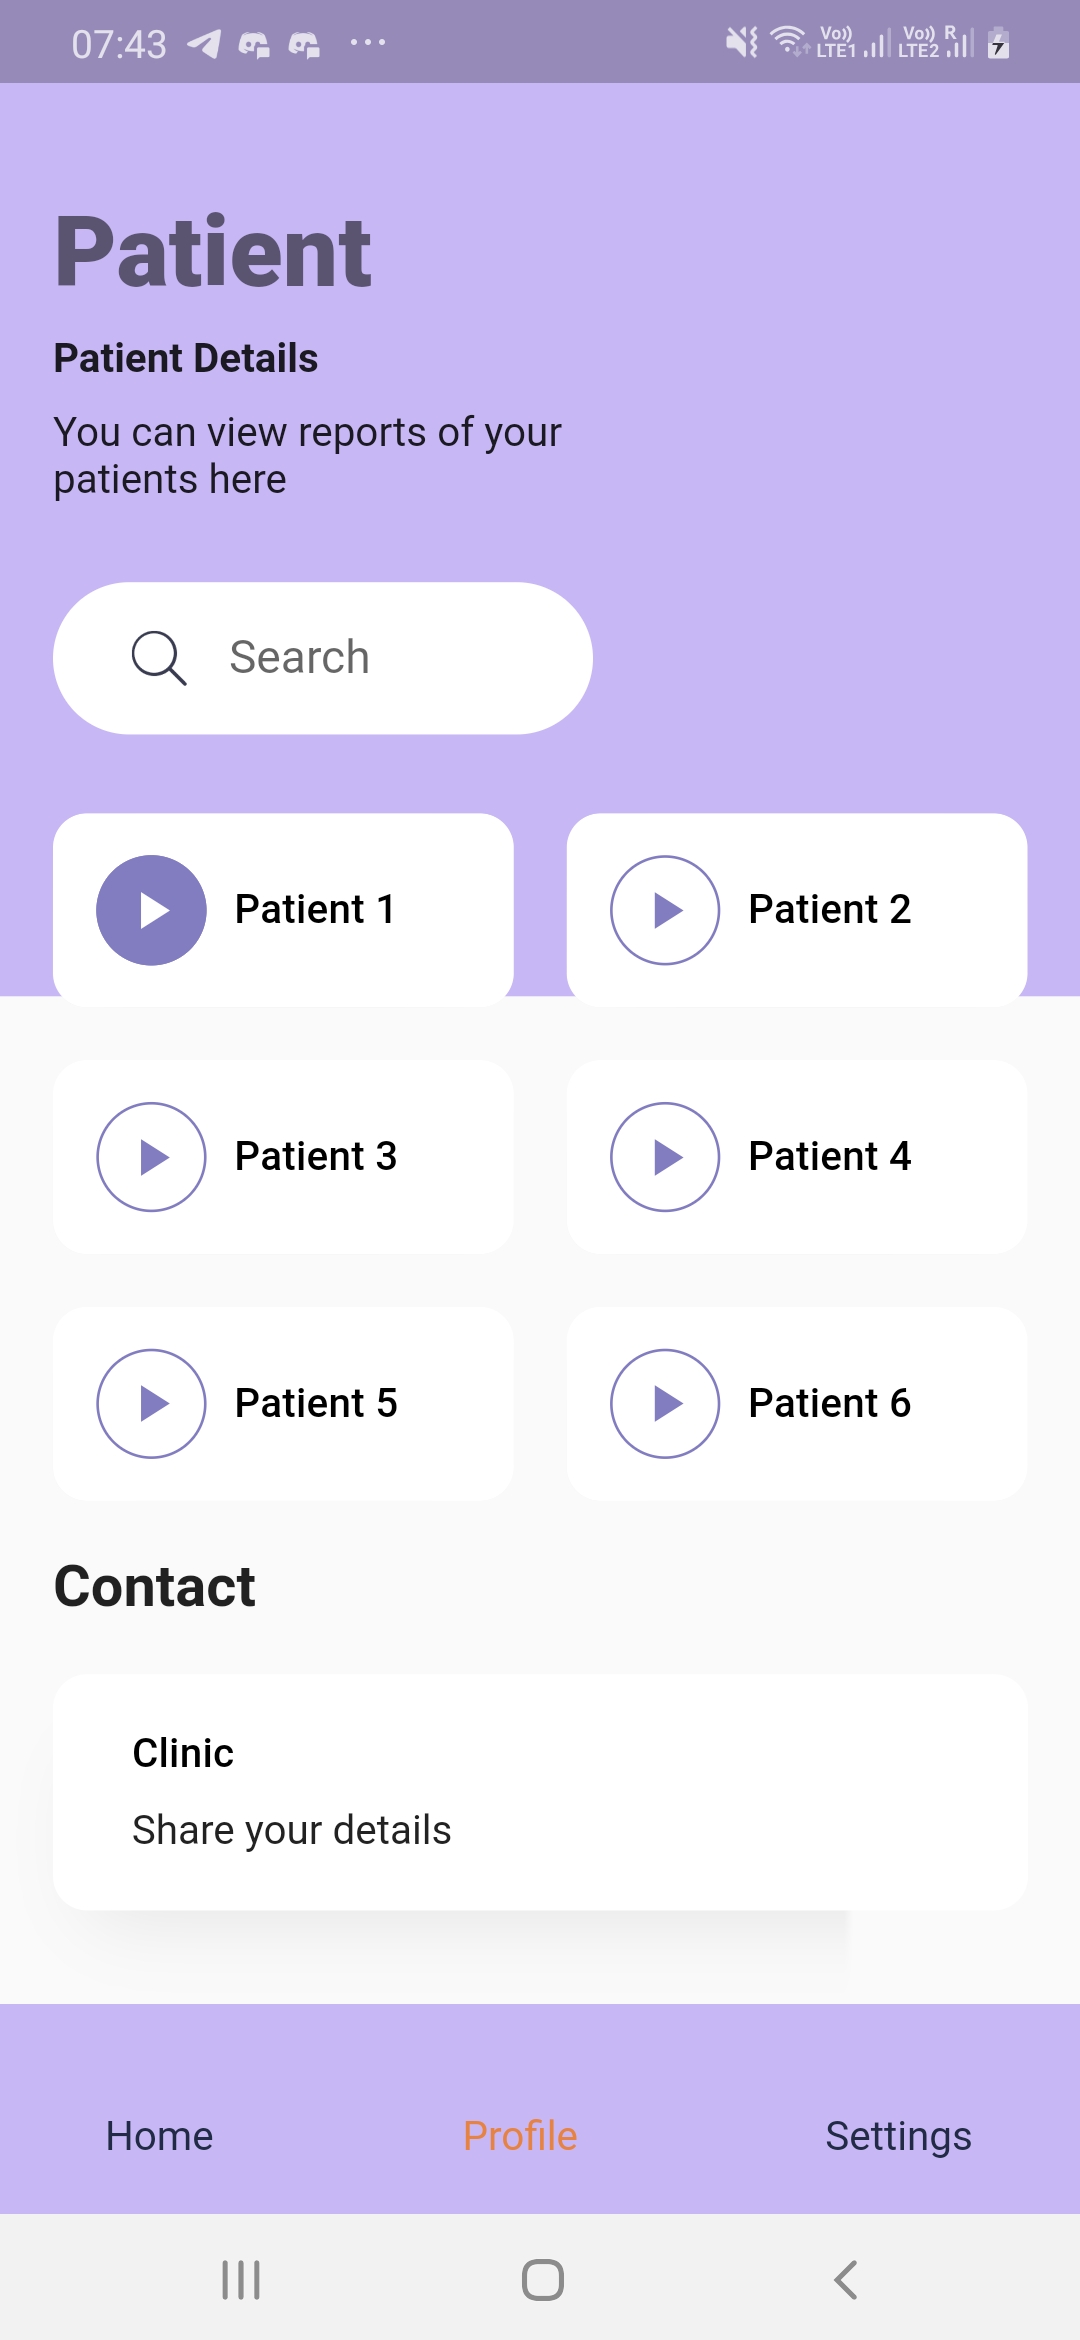 07:43
Vo)) LTE1 Vo)) LTE2 R
Patient
Patient Details
You can view reports of your
patients here
Search
Patient 1
Patient 2
Patient 3
Patient 4
Patient 5
Patient 6
Contact
Clinic
Share your details
Home
Profile
Settings